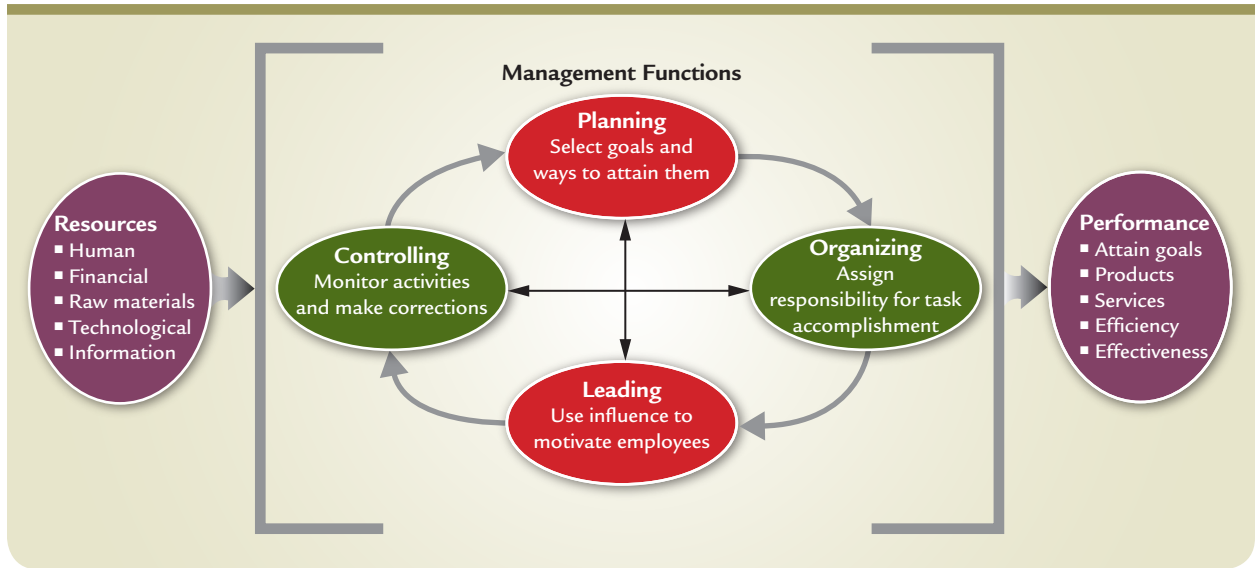 Management Functions
Resources
▪ Human
▪ Financial
▪ Raw materials
▪ Technological
▪ Information
Planning
Select goals and
ways to attain them
Controlling
Monitor activities
and make corrections
Organizing
Assign
responsibility for task
accomplishment
Leading
Use influence to
motivate employees
Performance
▪ Attain goals
▪ Products
▪ Services
▪ Efficiency
▪ Effectiveness